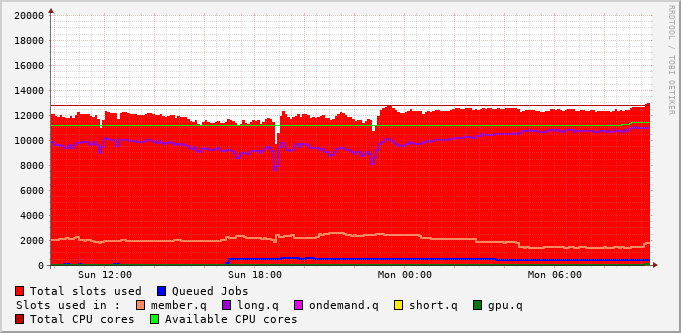 20000
18000
16000
14000
12000
10000
8000
6000
4000
2000
0
Sun 12:00 Sun 18:00 Mon 00:00 Mon 06:00
RRDTOOL / TOBI OETIKER
Total slots used Queued Jobs
Slots used in : member.q long.q ondemand.q short.q gpu.q
Total CPU cores Available CPU cores